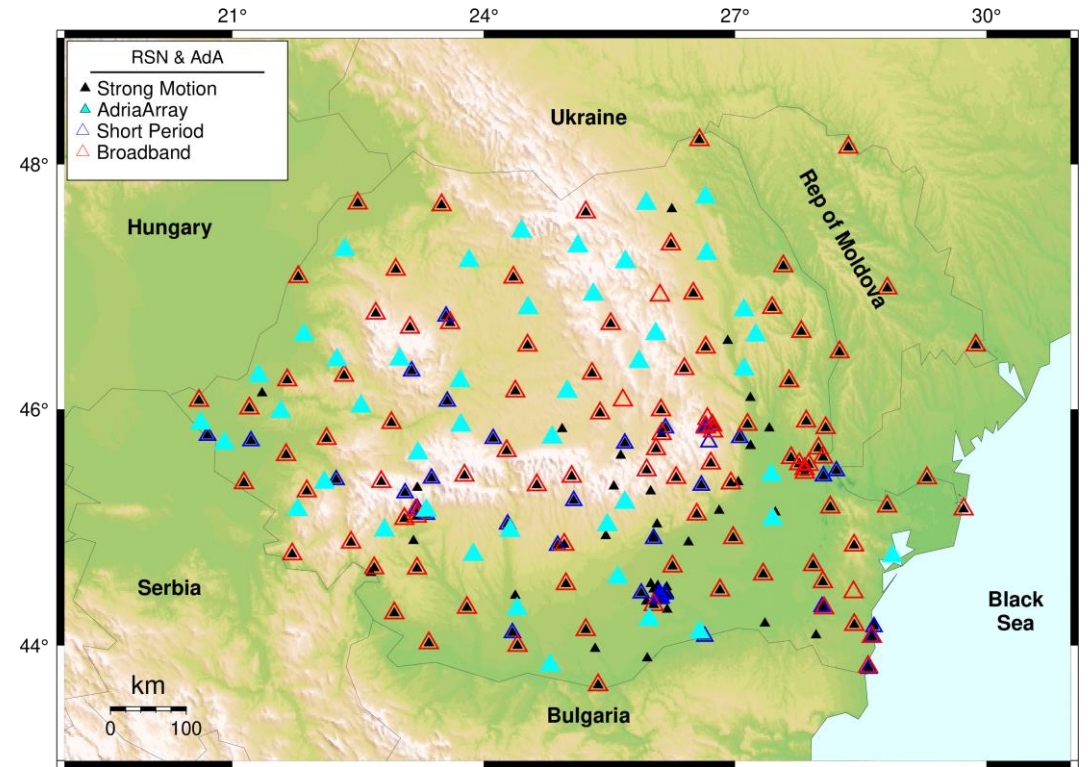 21° 24° 27° 30°
RSN & AdA
Strong Motion
AdriaArray
Short Period
Broadband
Ukraine
48°
Rep of Moldova
Hungary
46°
Serbia
Black
Sea
44°
km
0 100
Bulgaria